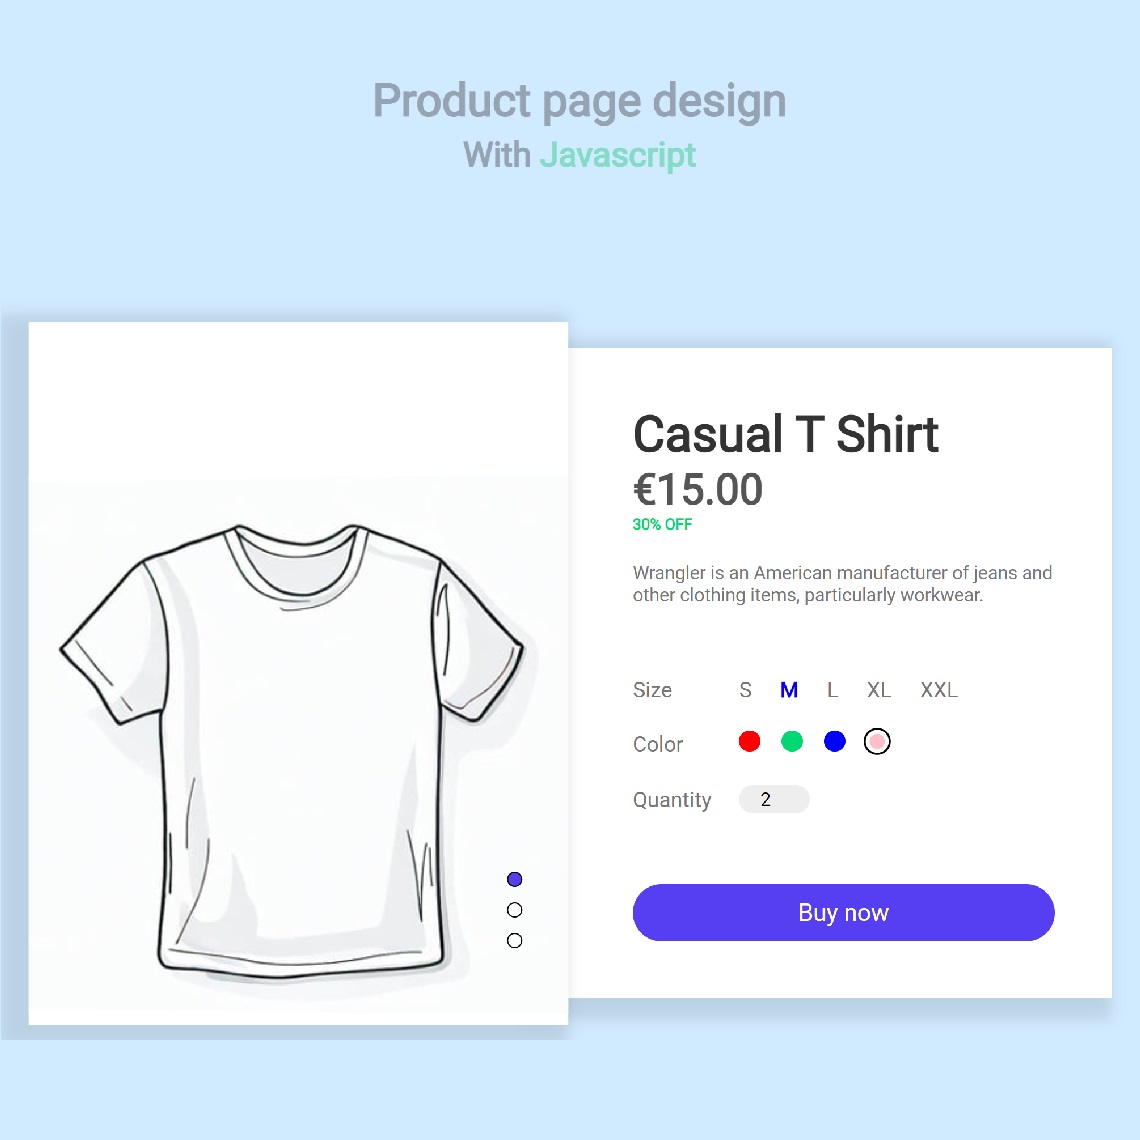 Product page design
With Javascript
Casual T Shirt
€15.00
30% OFF
Wrangler is an American manufacturer of jeans and
other clothing items, particularly workwear.
Size S M L XL XXL
Color
Quantity 2
Buy now